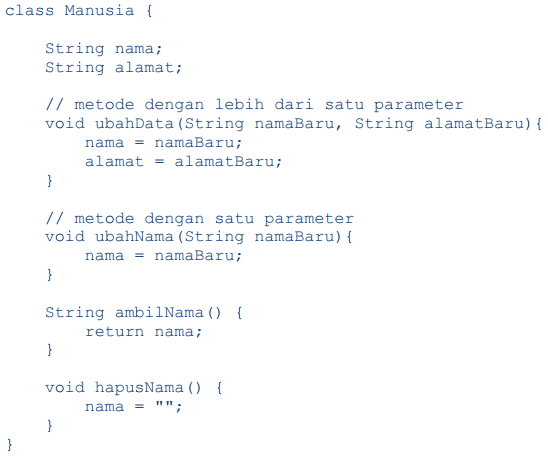 class Manusia {
String nama;
String alamat;
// metode dengan lebih dari satu parameter
void ubahData(String namaBaru, String alamatBaru){
nama = namaBaru;
alamat = alamatBaru;
}
// metode dengan satu parameter
void ubahNama(String namaBaru){
nama = namaBaru;
}
String ambilNama() {
return nama;
}
void hapusNama() {
nama = "";
}
}